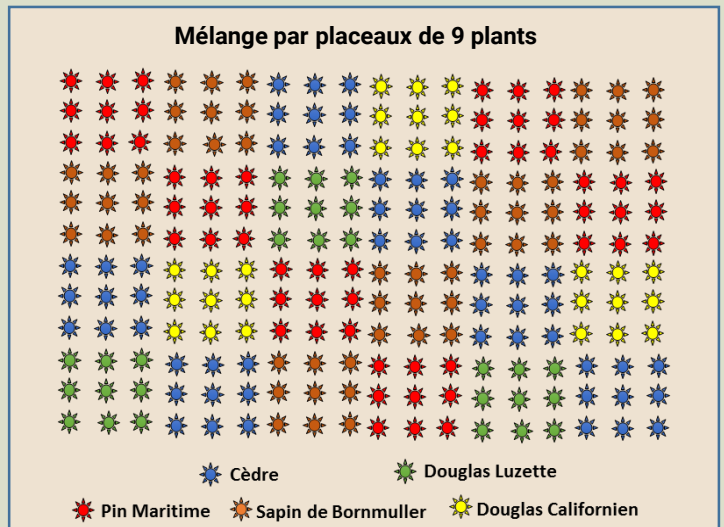 Mélange par placeaux de 9 plants
Cèdre
Douglas Luzette
Pin Maritime
Sapin de Bornmuller
Douglas Californien